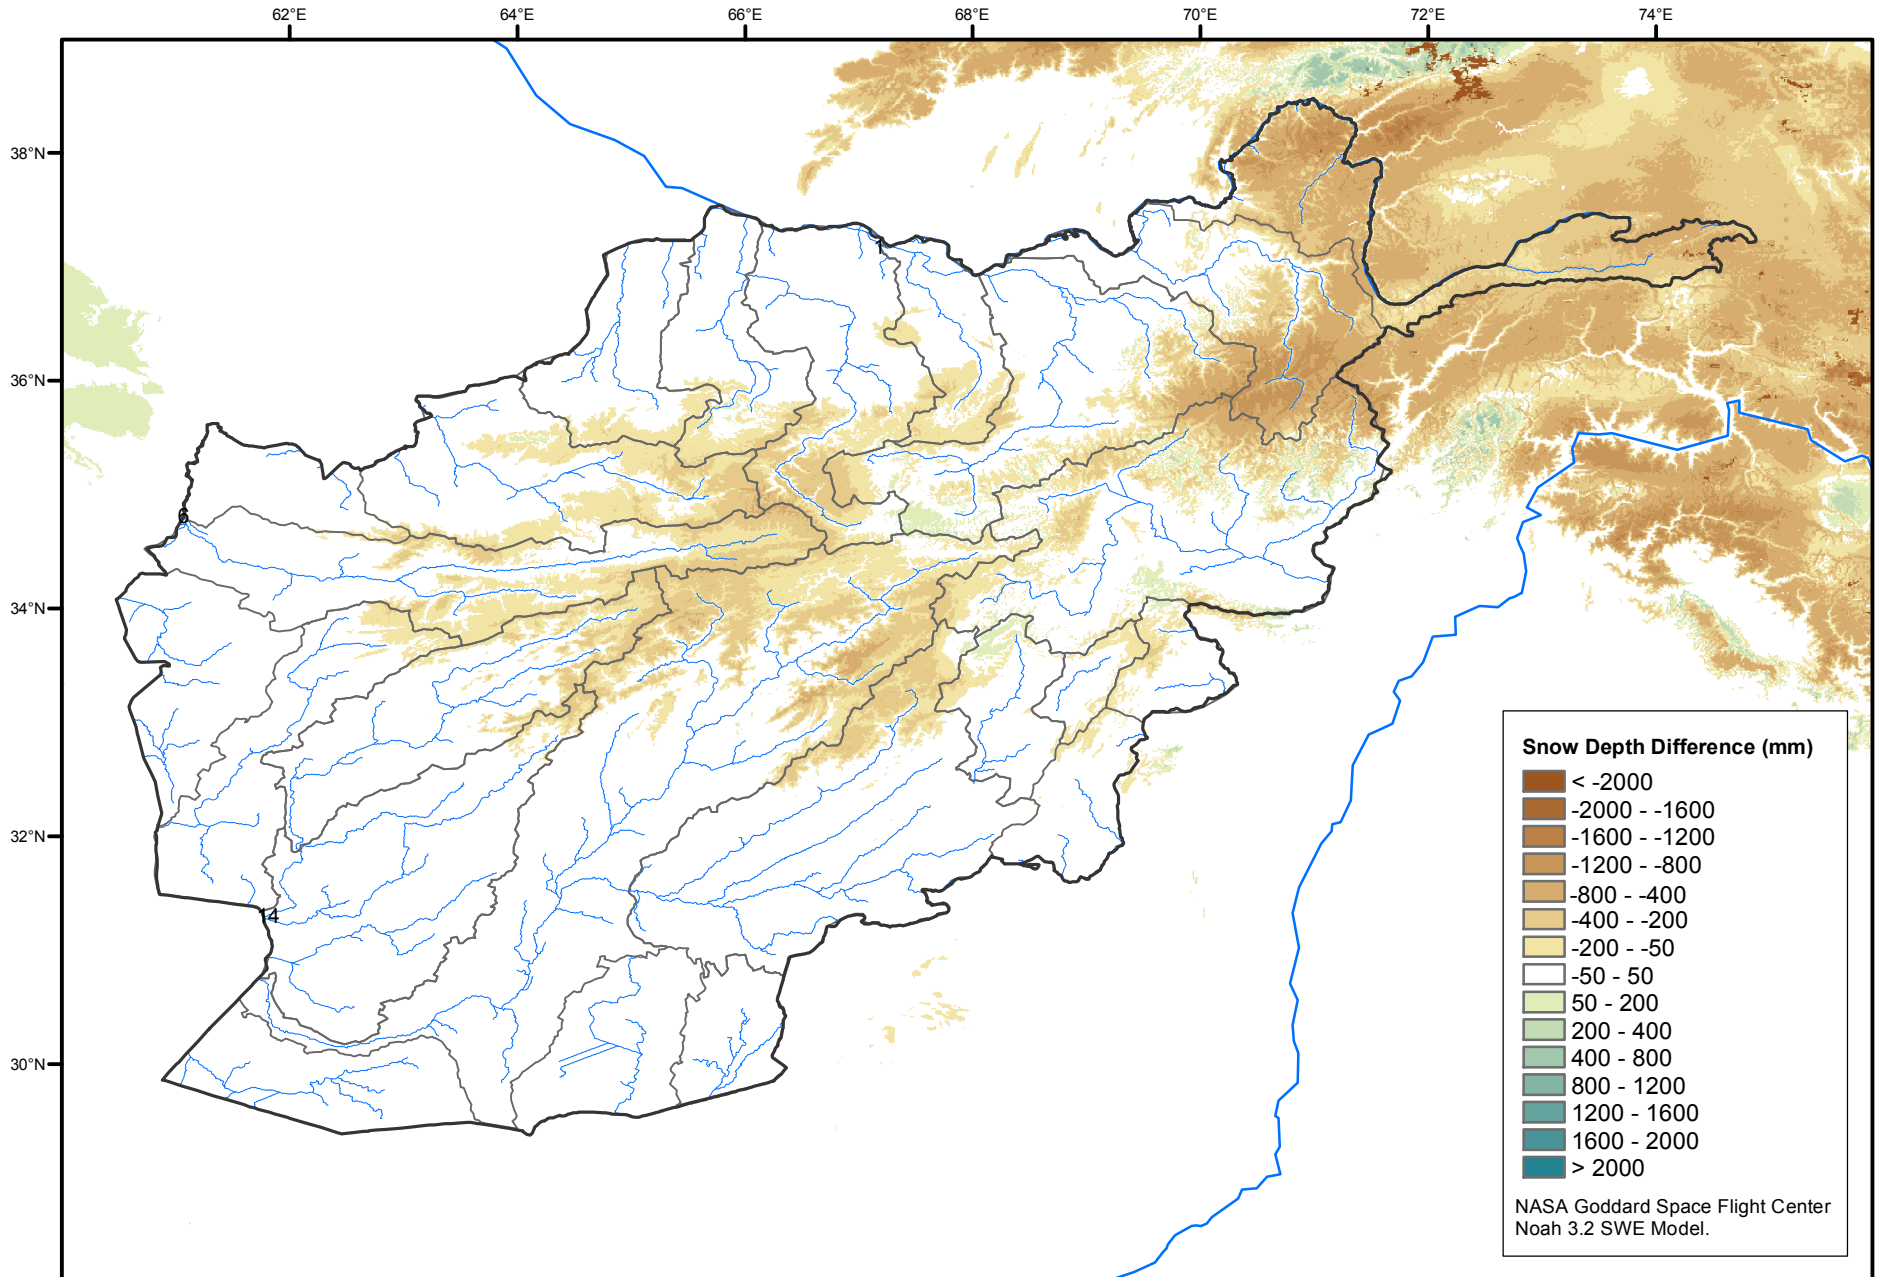 62°E 64°E 66°E 68°E 70°E 72°E 74°E
38°N
1
36°N
6
34°N
32°N
14
30°N
Snow Depth Difference (mm)
< -2000
-2000 - -1600
-1600 - -1200
-1200 - -800
-800 - -400
-400 - -200
-200 - -50
-50 - 50
50 - 200
200 - 400
400 - 800
800 - 1200
1200 - 1600
1600 - 2000
> 2000
NASA Goddard Space Flight Center
Noah 3.2 SWE Model.